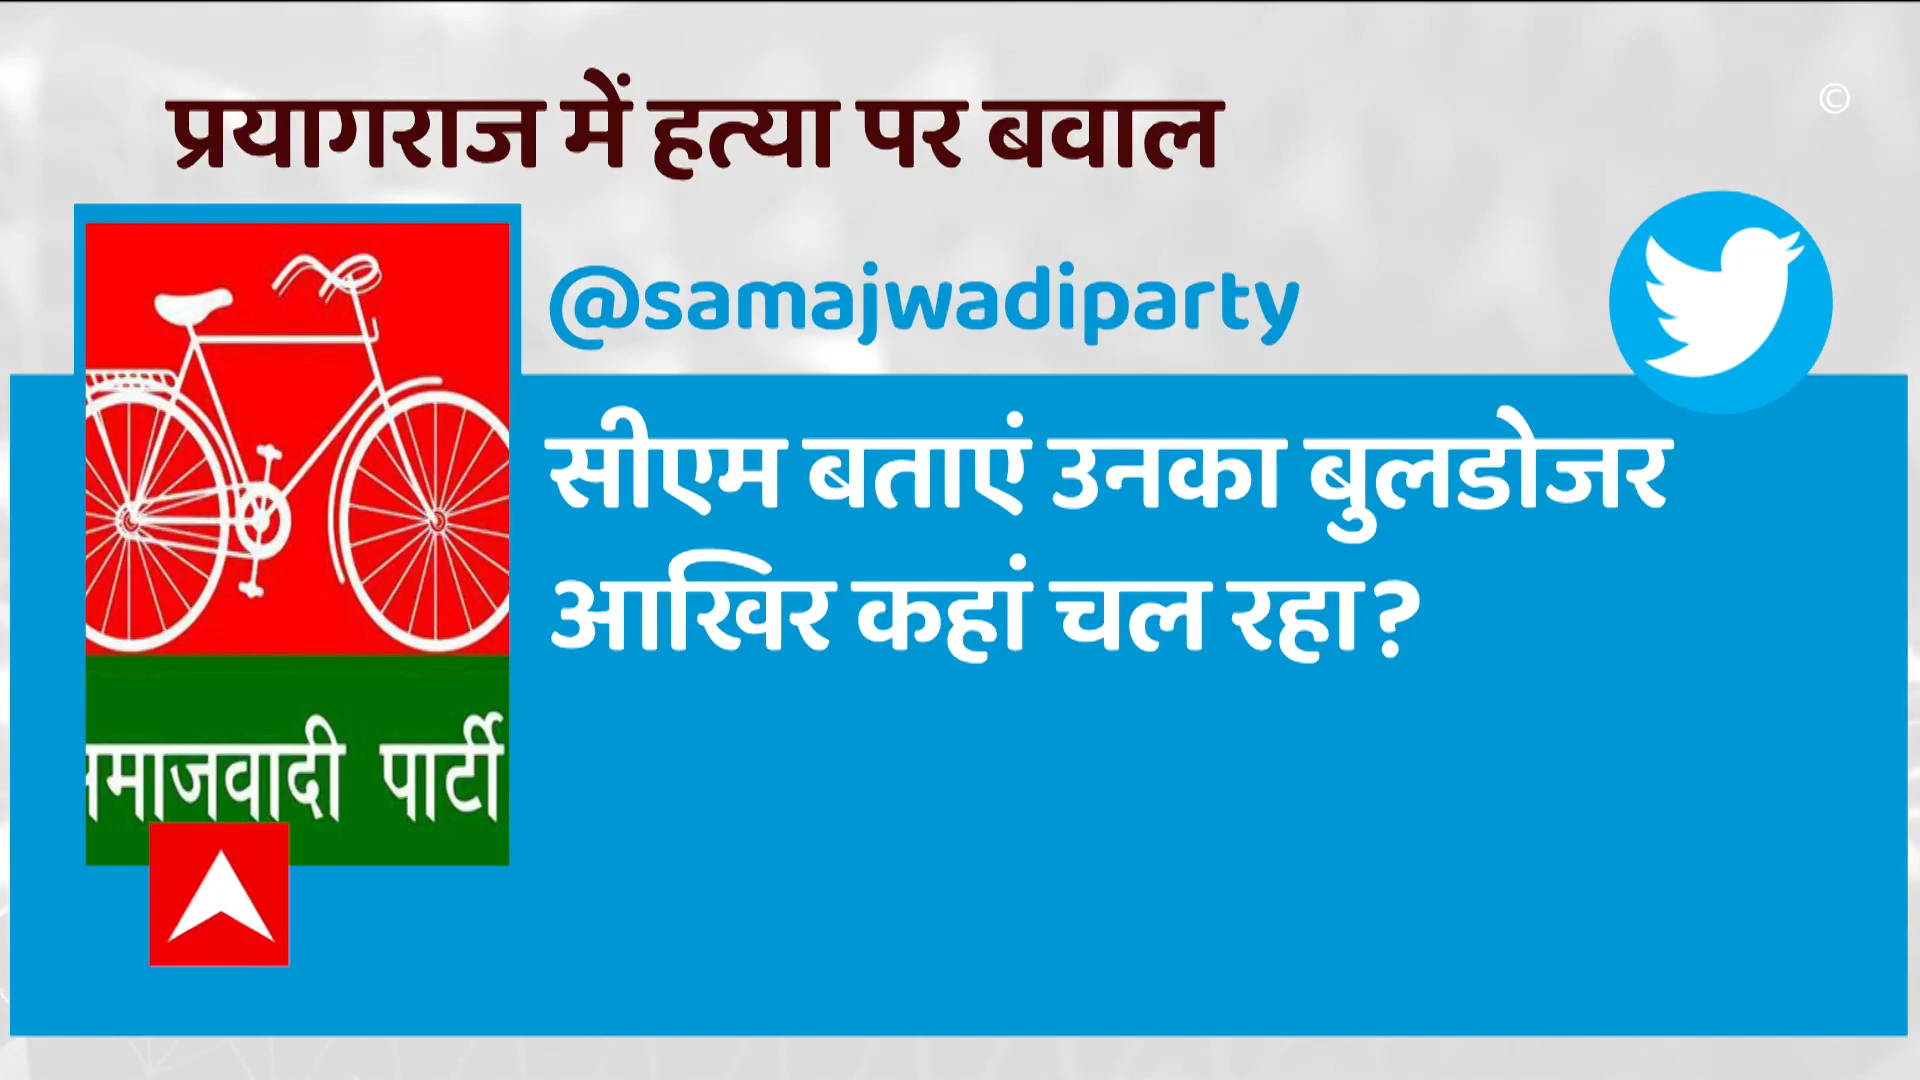 प्रयागराज में हत्या पर बवाल
©
@samajwadiparty
सीएम बताएं उनका बुलडोजर
आखिर कहां चल रहा?
समाजवादी पार्टी